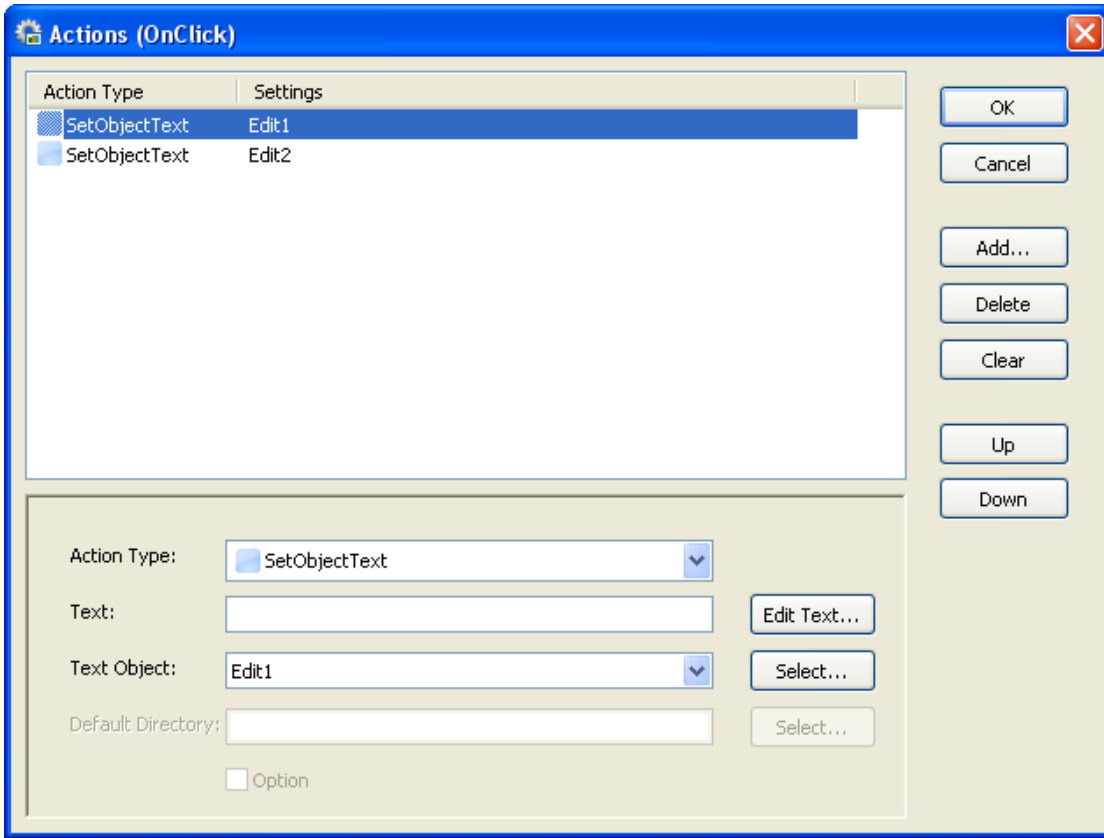 Actions (OnClick)
Action Type Settings
SetObjectText Edit1
SetObjectText Edit2
OK
Cancel
Add...
Delete
Clear
Up
Down
Action Type: SetObjectText
Text: Edit Text...
Text Object: Edit1 Select...
Default Directory: Select...
Option